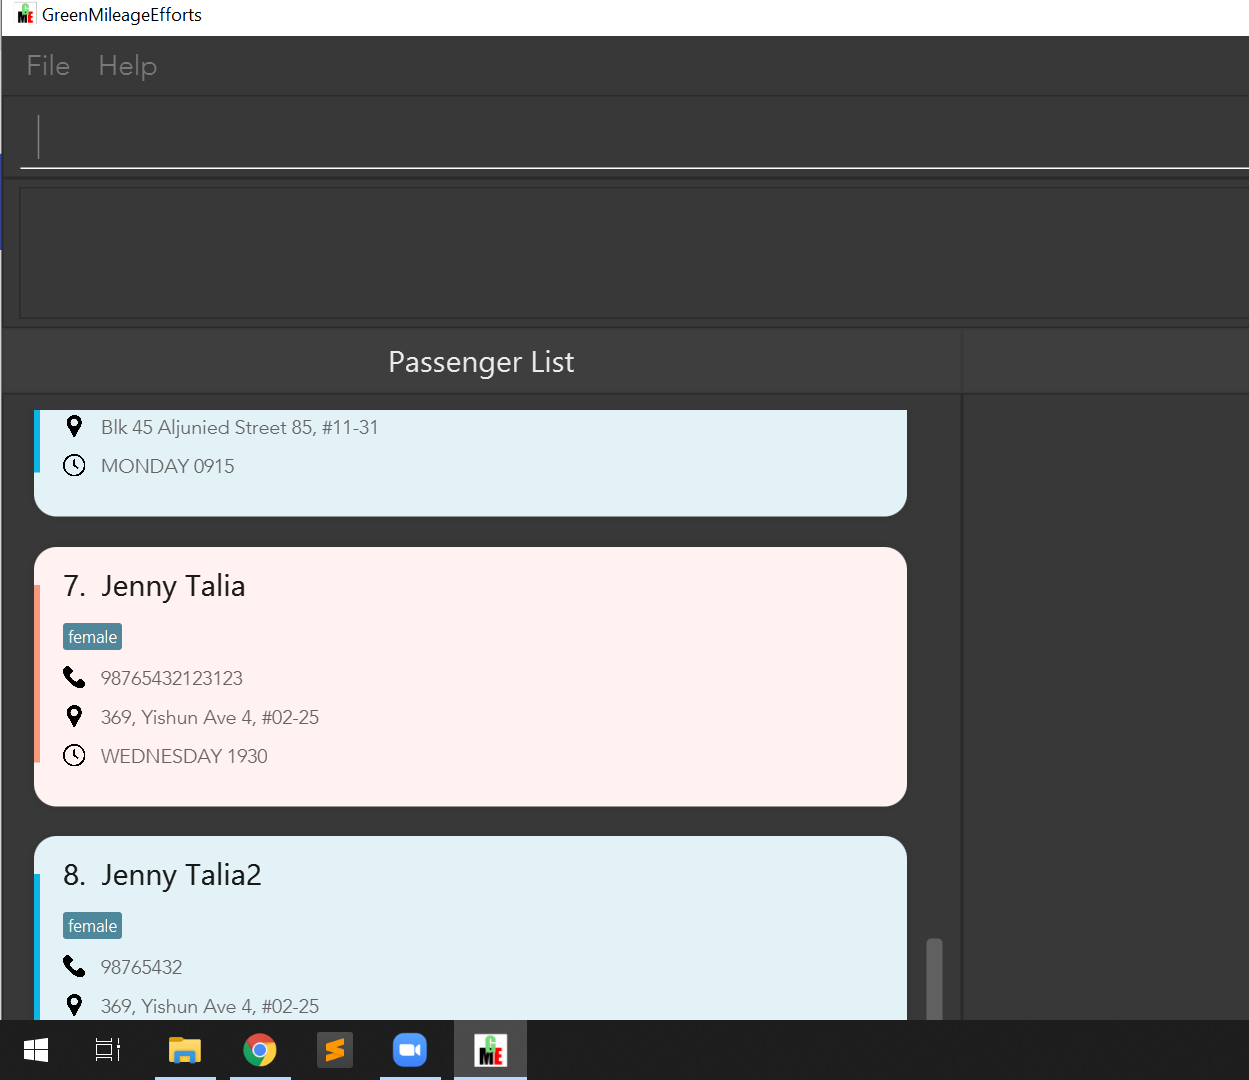 GreenMileageEfforts
File Help
Passenger List
Blk 45 Aljunied Street 85, #11-31
MONDAY 0915
7. Jenny Talia
female
98765432123123
369, Yishun Ave 4, #02-25
WEDNESDAY 1930
8. Jenny Talia2
female
98765432
369, Yishun Ave 4, #02-25
GME